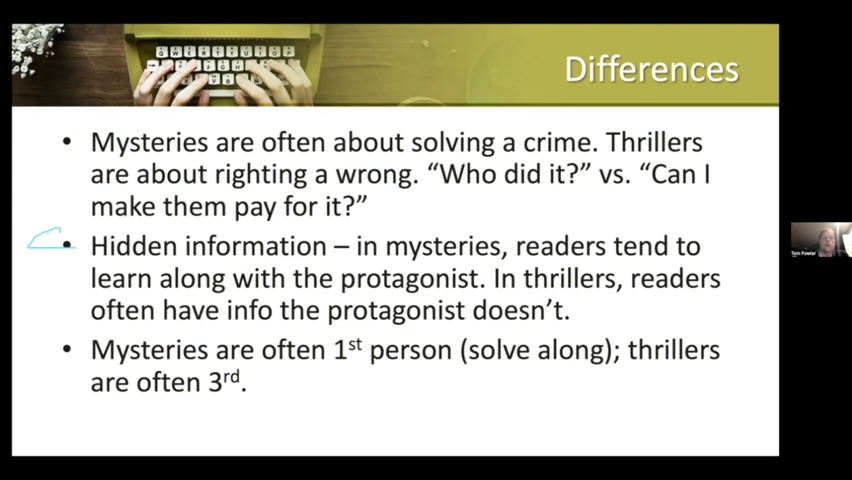 Differences
• Mysteries are often about solving a crime. Thrillers
are about righting a wrong. “Who did it?” vs. “Can I
make them pay for it?”
• Hidden information – in mysteries, readers tend to
learn along with the protagonist. In thrillers, readers
often have info the protagonist doesn’t.
• Mysteries are often 1st person (solve along); thrillers
are often 3rd.
Tom Fowler